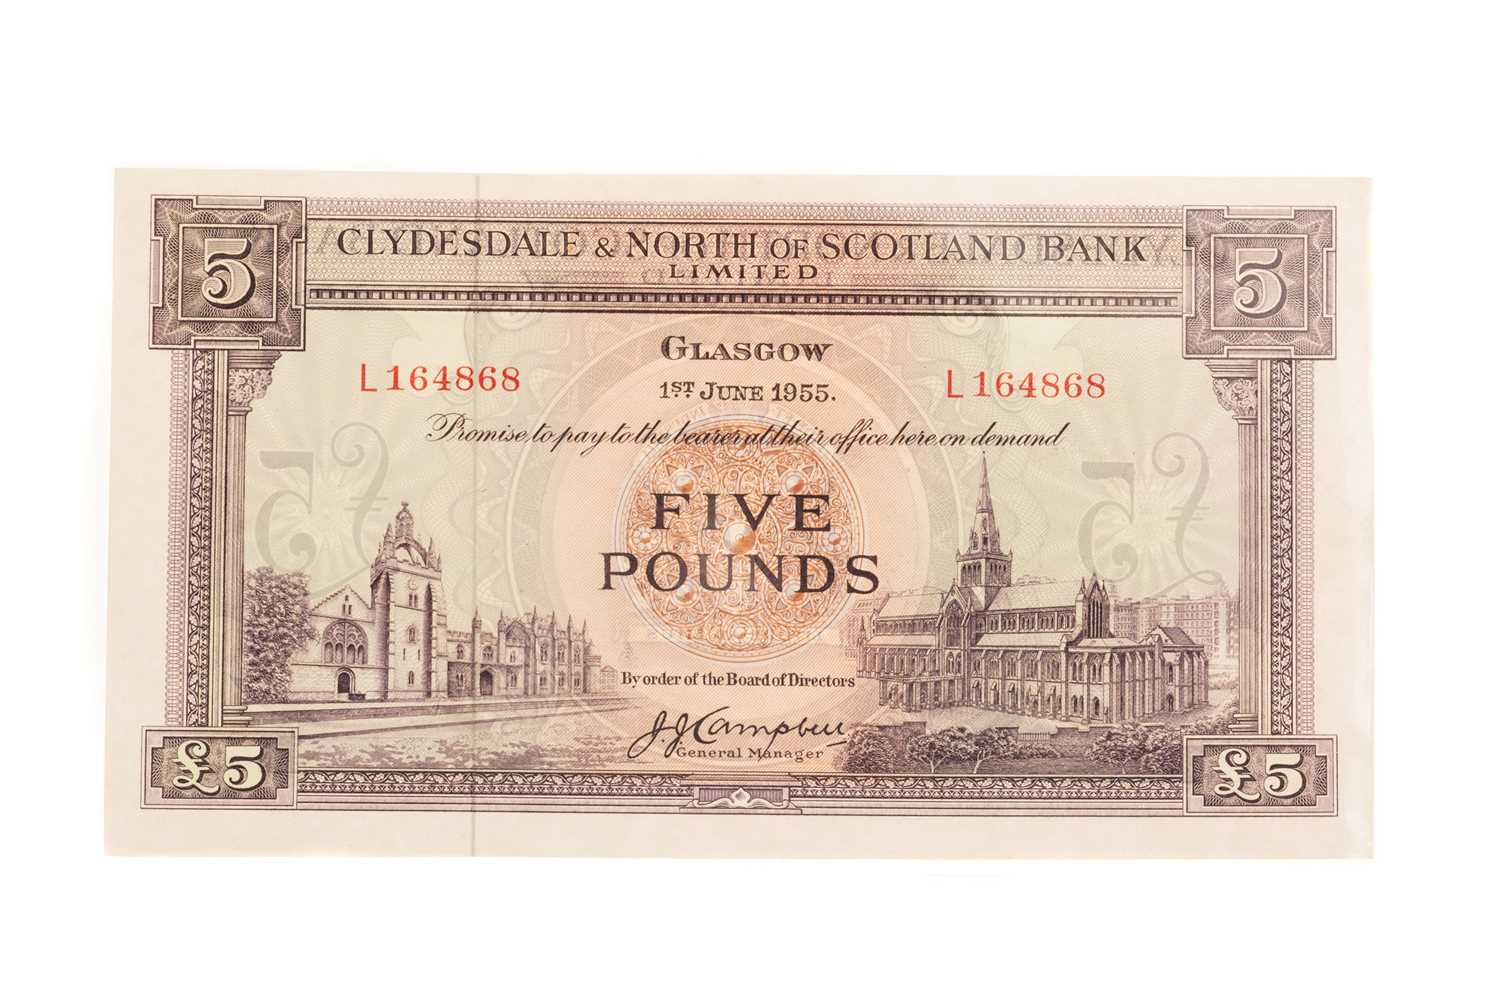 5
5
CLYDESDALE & NORTH OF SCOTLAND BANK
LIMITED
GLASGOW
L 164868
L 164868
1ST JUNE 1955.
Promise to pay to the bearer at their office here on demand
£5
£5
FIVE
POUNDS
By order of the Board of Directors
J J Campbell
General Manager
£5
£5